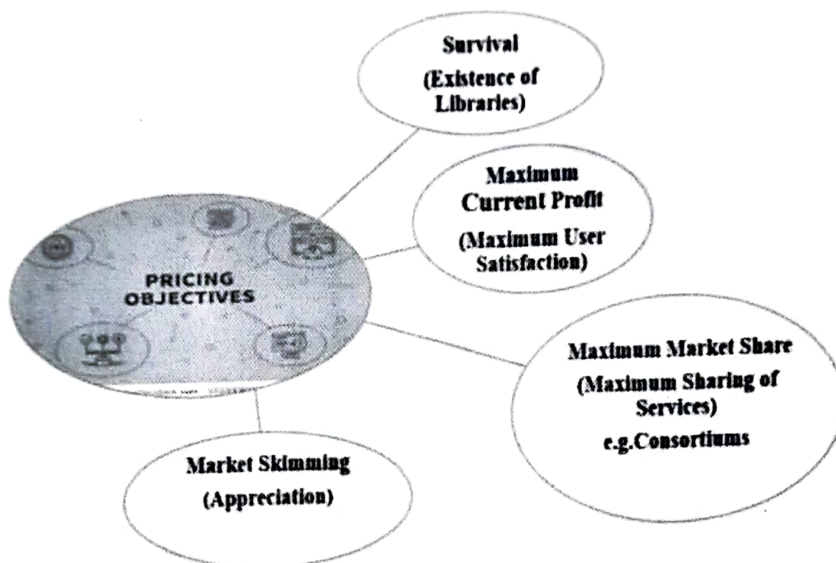 Survival
(Existence of
Libraries)
Maximum
Current Profit
(Maximum User
Satisfaction)
PRICING
OBJECTIVES
Maximum Market Share
(Maximum Sharing of
Services)
e.g.Consortiums
Market Skimming
(Appreciation)